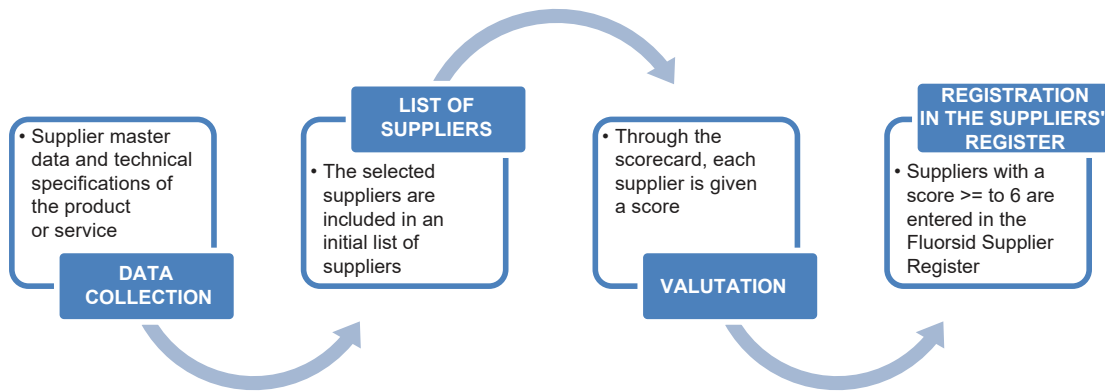 • Supplier master
data and technical
specifications of
the product
or service
DATA
COLLECTION
LIST OF
SUPPLIERS
• The selected
suppliers are
included in an
initial list of
suppliers
• Through the
scorecard, each
supplier is given
a score
VALUTATION
REGISTRATION
IN THE SUPPLIERS'
REGISTER
• Suppliers with a
score >= to 6 are
entered in the
Fluorsid Supplier
Register